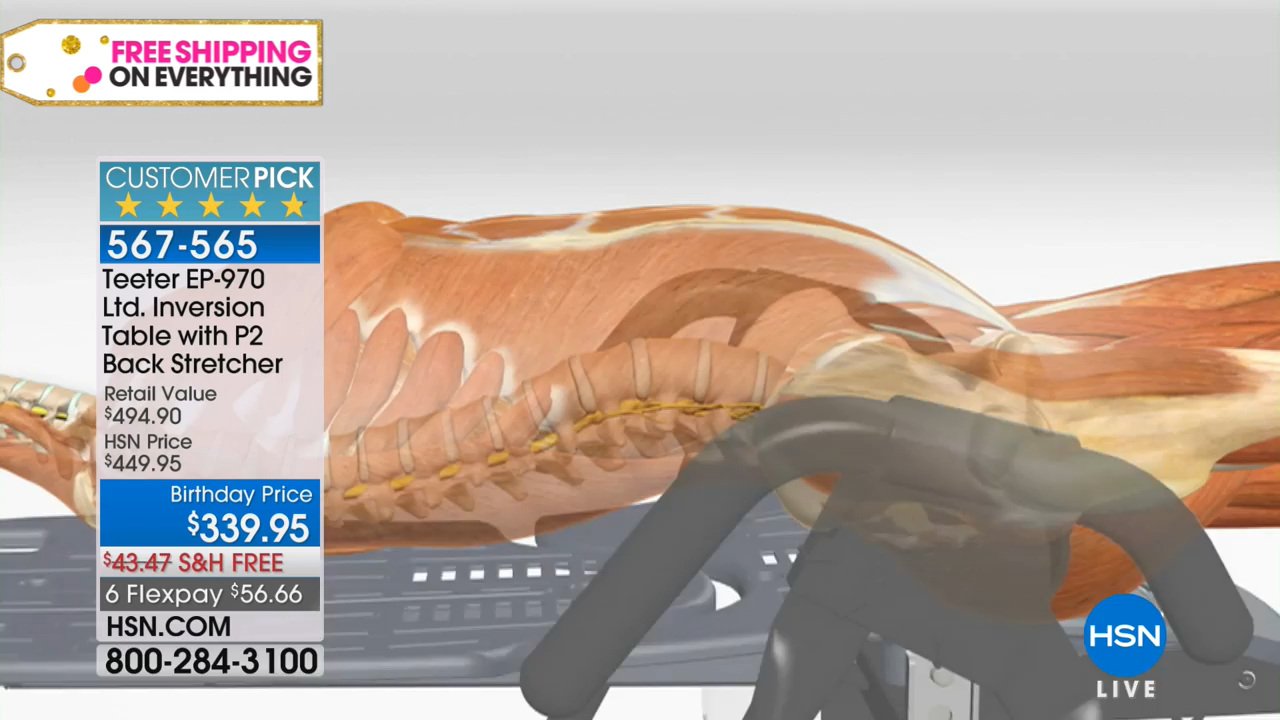 FREE SHIPPING
ON EVERYTHING
CUSTOMER PICK
567-565
Teeter EP-970
Ltd. Inversion
Table with P2
Back Stretcher
Retail Value
$494.90
HSN Price
$449.95
Birthday Price
$339.95
$43.47 S&H FREE
6 Flexpay $56.66
HSN.COM
800-284-3100
HSN
LIVE